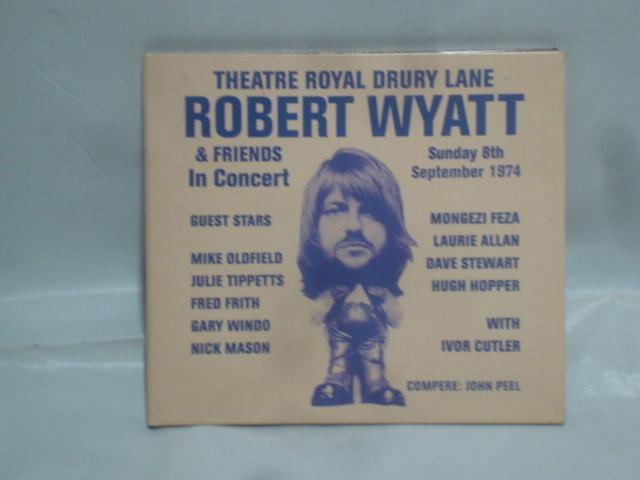 THEATRE ROYAL DRURY LANE
ROBERT WYATT
& FRIENDS
In Concert
Sunday 8th
September 1974
GUEST STARS
MIKE OLDFIELD
JULIE TIPPETTS
FRED FRITH
GARY WINDO
NICK MASON
MONGEZI FEZA
LAURIE ALLAN
DAVE STEWART
HUGH HOPPER
WITH
IVOR CUTLER
COMPERE: JOHN PEEL